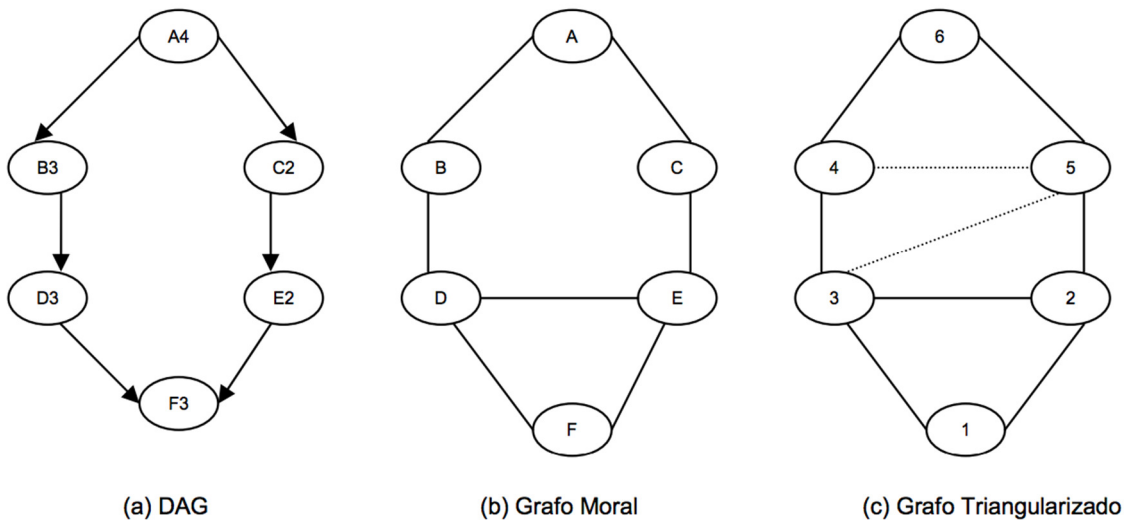 A4
B3
C2
D3
E2
F3
(a) DAG
A
B
C
D
E
F
(b) Grafo Moral
6
4
5
3
2
1
(c) Grafo Triangularizado